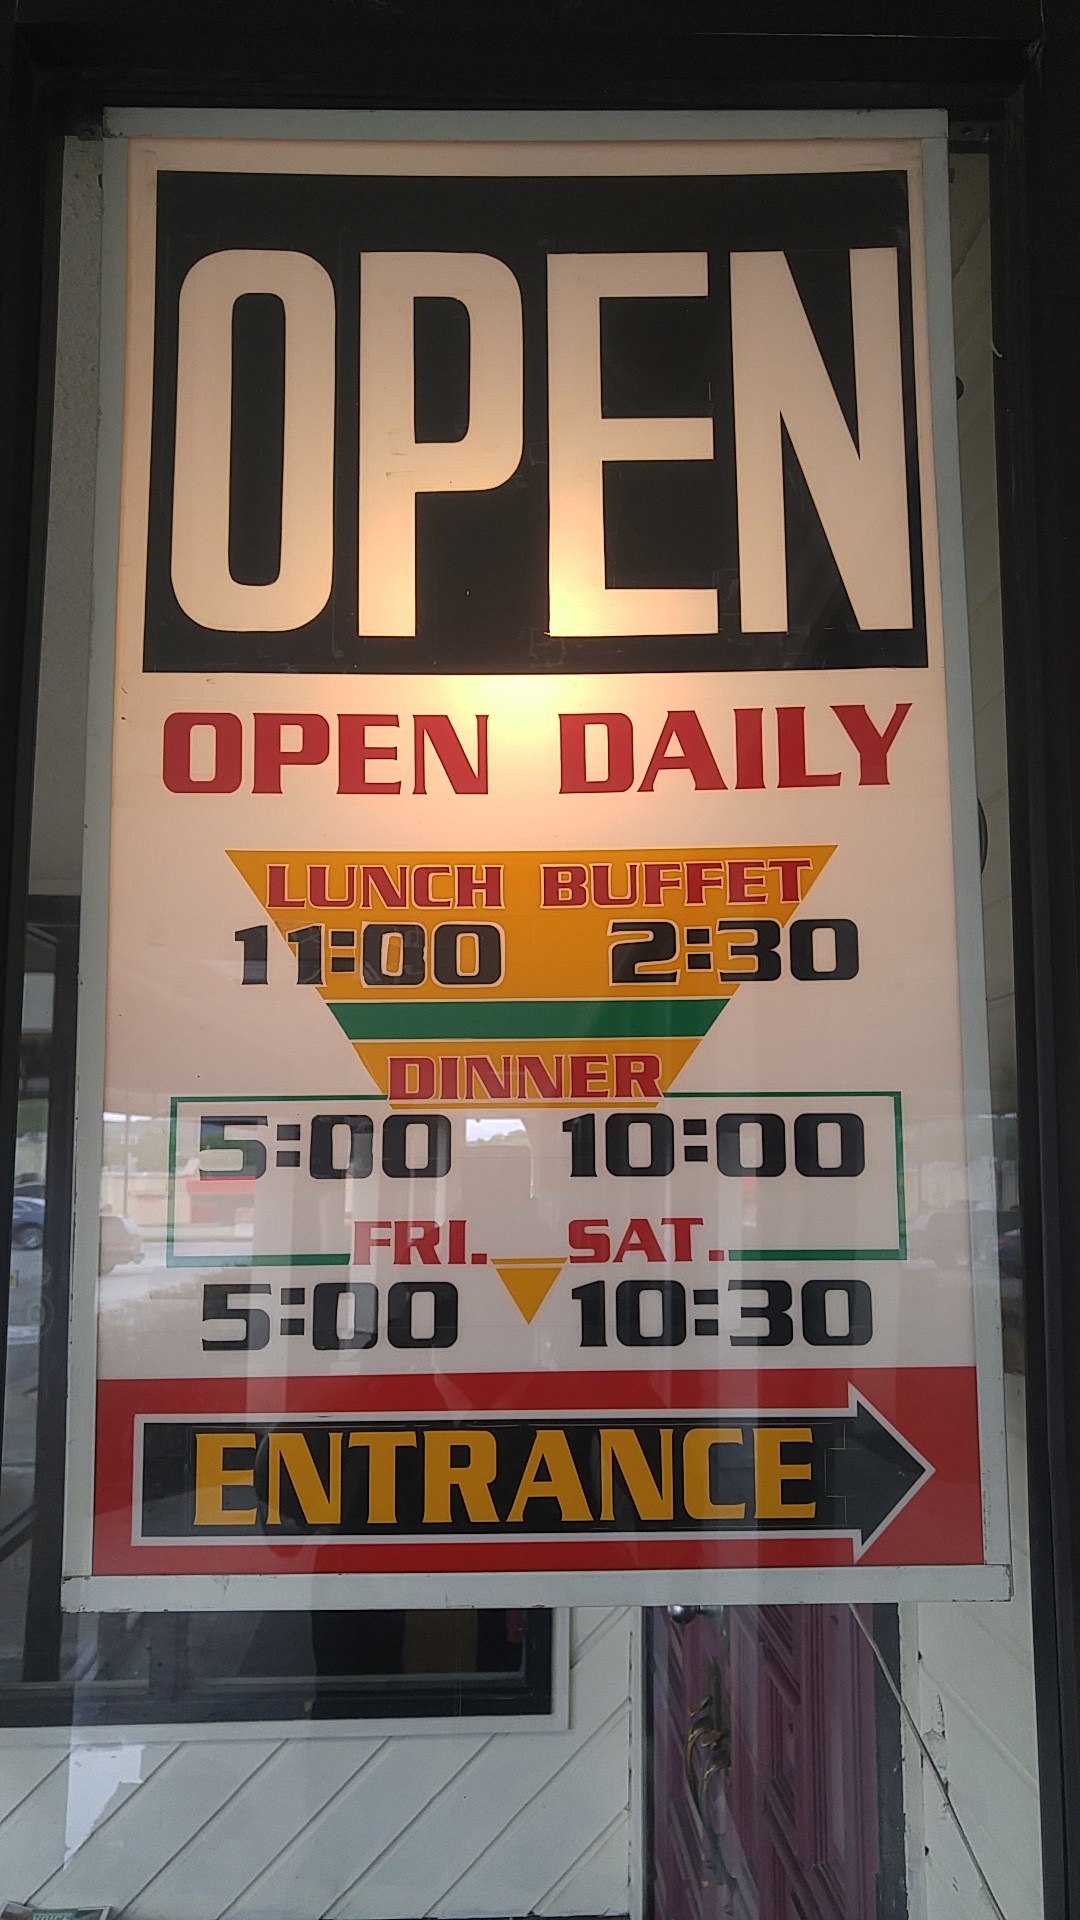 OPEN
OPEN DAILY
LUNCH BUFFET
11:00 2:30
DINNER
5:00 10:00
FRI. SAT.
5:00 10:30
ENTRANCE